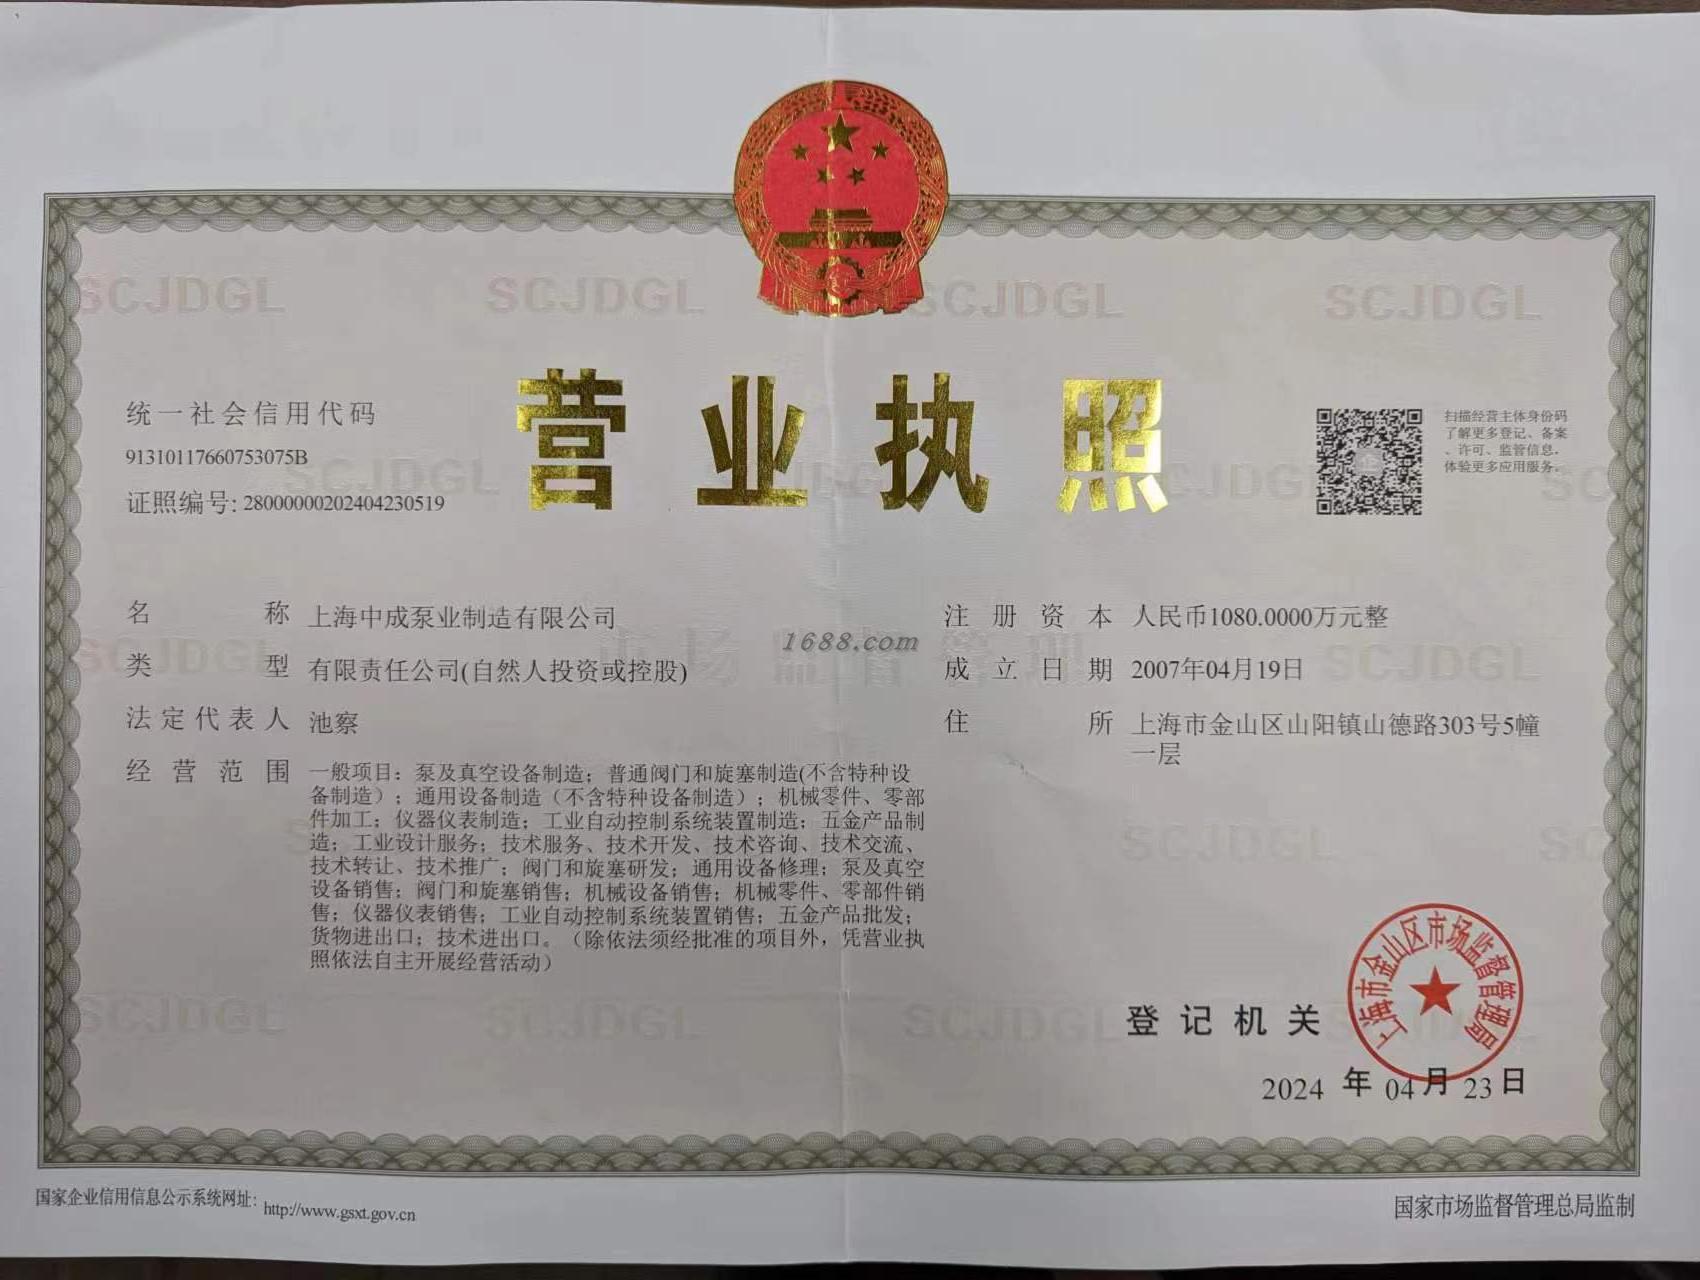 营业执照
统一社会信用代码
91310117660753075B
证照编号: 28000000202404230519
扫描经营主体身份码
了解更多登记、备案
、许可、监管信息,
体验更多应用服务。
名 称 上海中成泵业制造有限公司
类 型 有限责任公司(自然人投资或控股)
法定代表人 池察
经营范围 一般项目：泵及真空设备制造；普通阀门和旋塞制造(不含特种设
备制造）；通用设备制造（不含特种设备制造）；机械零件、零部
件加工；仪器仪表制造；工业自动控制系统装置制造；五金产品制
造；工业设计服务；技术服务、技术开发、技术咨询、技术交流、
技术转让、技术推广；阀门和旋塞研发；通用设备修理；泵及真空
设备销售；阀门和旋塞销售；机械设备销售；机械零件、零部件销
售；仪器仪表销售；工业自动控制系统装置销售；五金产品批发；
货物进出口；技术进出口。（除依法须经批准的项目外，凭营业执
照依法自主开展经营活动）
注册资本 人民币1080.0000万元整
成立日期 2007年04月19日
住 所 上海市金山区山阳镇山德路303号5幢
一层
1688.com
市场监督管理
SCJDGL
登记机关
上海市金山区市场监督管理局
2024 年 04 月 23 日
国家企业信用信息公示系统网址：http://www.gsxt.gov.cn
国家市场监督管理总局监制